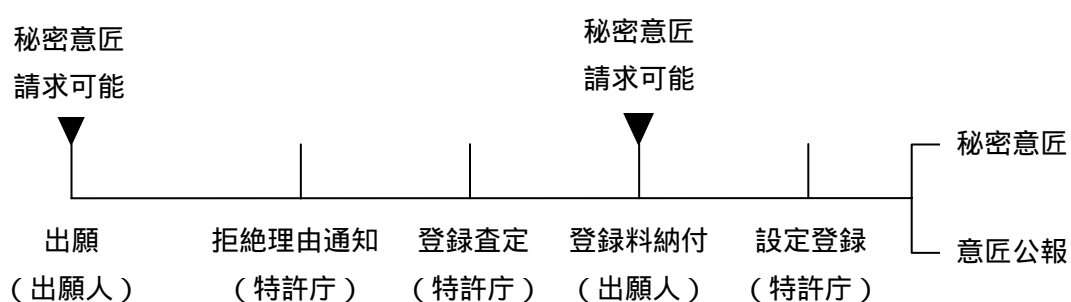 秘密意匠
請求可能
秘密意匠
請求可能
秘密意匠
出願
（出願人）
拒絶理由通知
（特許庁）
登録査定
（特許庁）
登録料納付
（出願人）
設定登録
（特許庁）
意匠公報